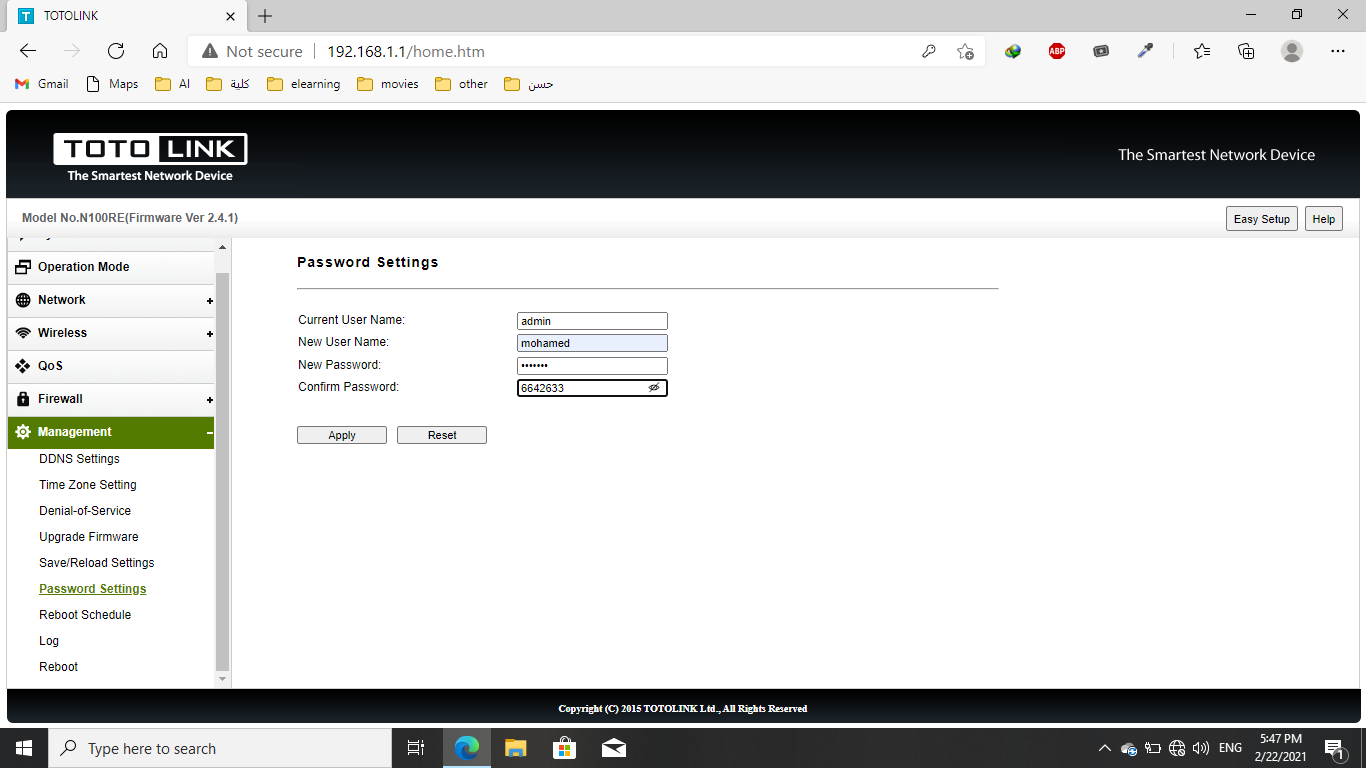 TOTOLINK
Not secure
192.168.1.1/home.htm
ABP
Gmail
Maps
AI
كلية
elearning
movies
other
حسن
TOTO LINK
The Smartest Network Device
The Smartest Network Device
Model No.N100RE(Firmware Ver 2.4.1)
Easy Setup
Help
Operation Mode
Network
Wireless
QoS
Firewall
Management
DDNS Settings
Time Zone Setting
Denial-of-Service
Upgrade Firmware
Save/Reload Settings
Password Settings
Reboot Schedule
Log
Reboot
Password Settings
Current User Name: admin
New User Name: mohamed
New Password: •••••••
Confirm Password: 6642633
Apply
Reset
Copyright (C) 2015 TOTOLINK Ltd., All Rights Reserved
Type here to search
ENG
5:47 PM
2/22/2021
1